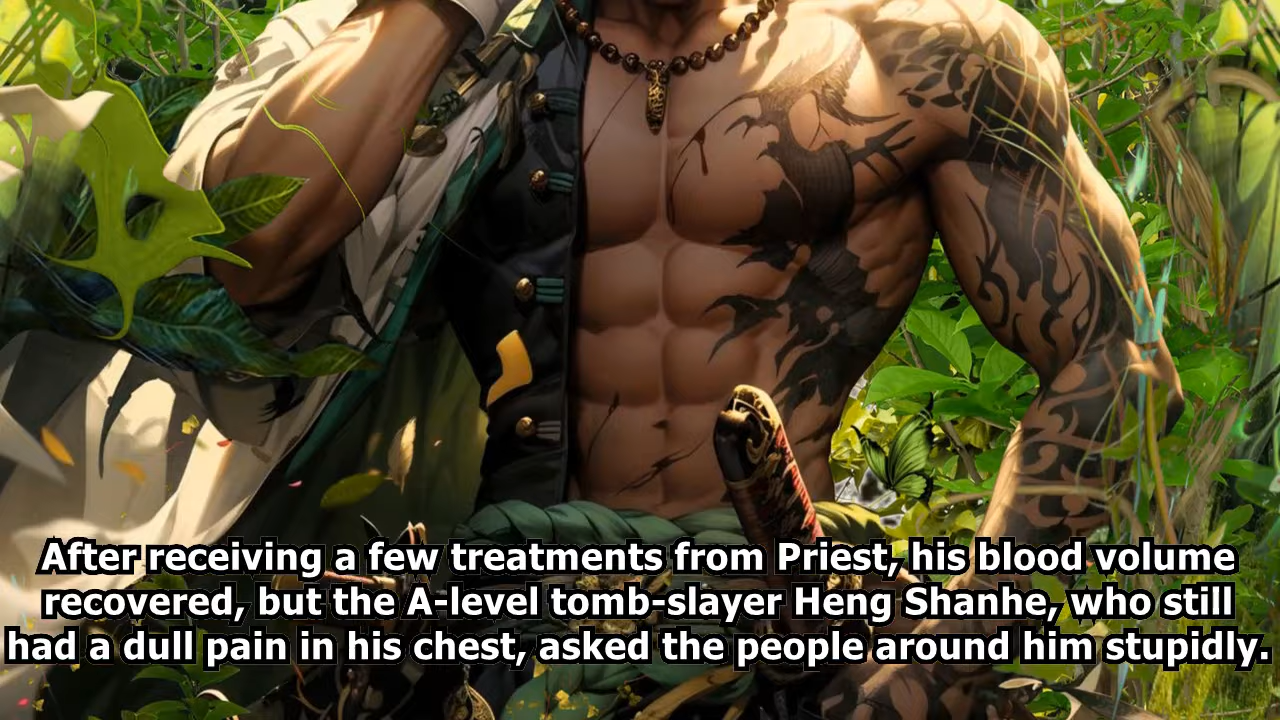 After receiving a few treatments from Priest, his blood volume
recovered, but the A-level tomb-slayer Heng Shanhe, who still
had a dull pain in his chest, asked the people around him stupidly.